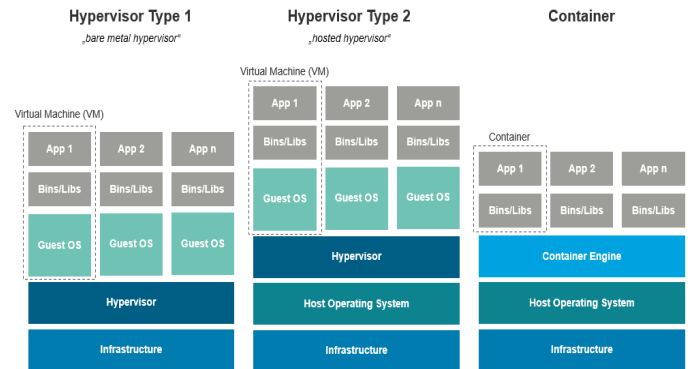 Hypervisor Type 1
„bare metal hypervisor“
Virtual Machine (VM)
App 1 App 2 App n
Bins/Libs Bins/Libs Bins/Libs
Guest OS Guest OS Guest OS
Hypervisor
Infrastructure
Hypervisor Type 2
„hosted hypervisor“
Virtual Machine (VM)
App 1 App 2 App n
Bins/Libs Bins/Libs Bins/Libs
Guest OS Guest OS Guest OS
Hypervisor
Host Operating System
Infrastructure
Container
Container
App 1 App 2 App n
Bins/Libs Bins/Libs Bins/Libs
Container Engine
Host Operating System
Infrastructure